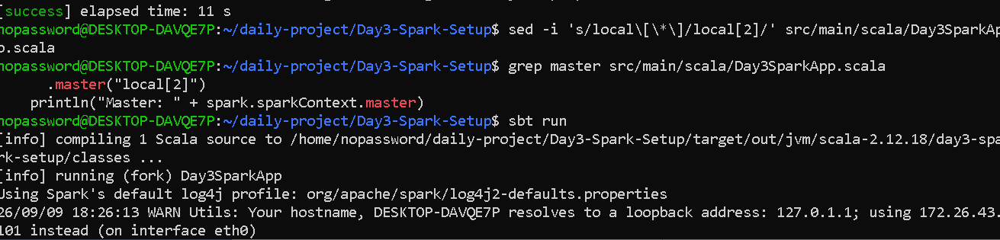 [success] elapsed time: 11 s
nopassword@DESKTOP-DAVQE7P:~/daily-project/Day3-Spark-Setup$ sed -i 's/local\[\*\]/local[2]/' src/main/scala/Day3SparkAp
p.scala
nopassword@DESKTOP-DAVQE7P:~/daily-project/Day3-Spark-Setup$ grep master src/main/scala/Day3SparkApp.scala
      .master("local[2]")
    println("Master: " + spark.sparkContext.master)
nopassword@DESKTOP-DAVQE7P:~/daily-project/Day3-Spark-Setup$ sbt run
[info] compiling 1 Scala source to /home/nopassword/daily-project/Day3-Spark-Setup/target/out/jvm/scala-2.12.18/day3-spa
rk-setup/classes ...
[info] running (fork) Day3SparkApp
Using Spark's default log4j profile: org/apache/spark/log4j2-defaults.properties
26/09/09 18:26:13 WARN Utils: Your hostname, DESKTOP-DAVQE7P resolves to a loopback address: 127.0.1.1; using 172.26.43.
101 instead (on interface eth0)